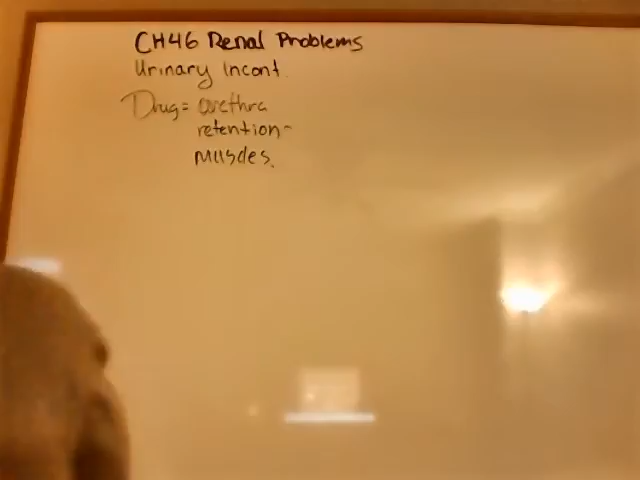 CH46 Renal Problems
Urinary Incont.
Drug= urethra
retention-
muscles.